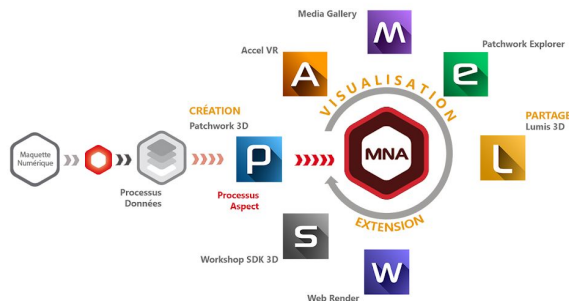 Media Gallery
M
Accel VR
A
Patchwork Explorer
e
VISUALISATION
CRÉATION
Patchwork 3D
P
PARTAGE
Lumis 3D
L
Maquette
Numérique
MNA
Processus
Données
Processus
Aspect
EXTENSION
S
Workshop SDK 3D
W
Web Render